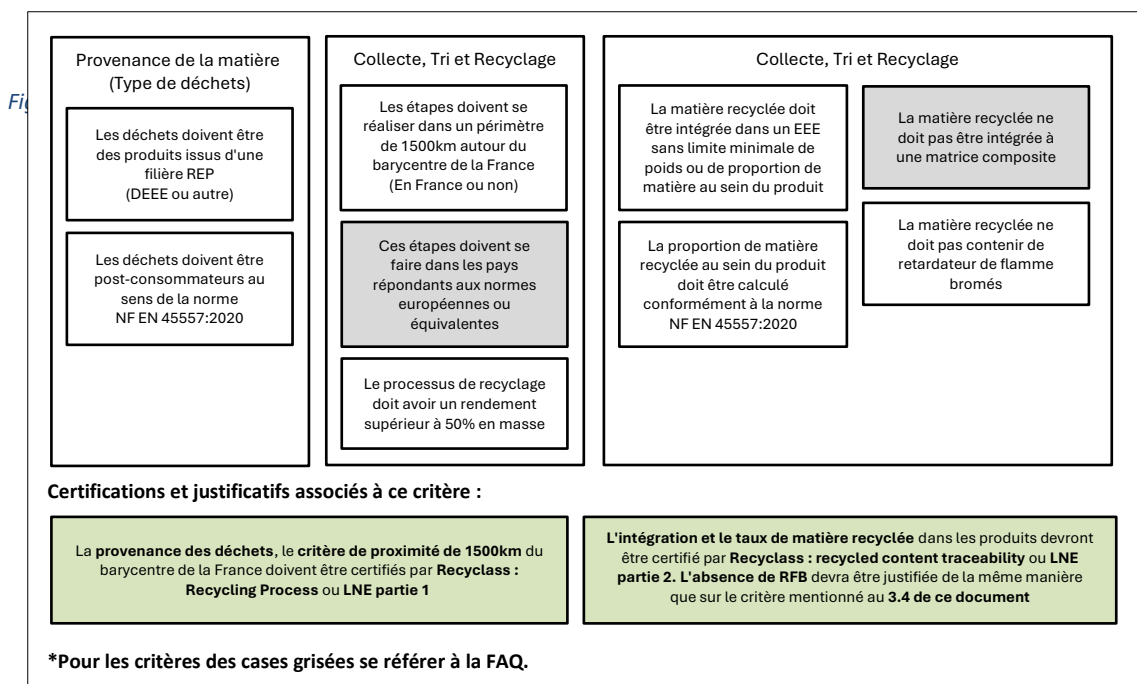 Provenance de la matière
(Type de déchets)
Les déchets doivent être
des produits issus d'une
filière REP
(DEEE ou autre)
Les déchets doivent être
post-consommateurs au
sens de la norme
NF EN 45557:2020
Collecte, Tri et Recyclage
Les étapes doivent se
réaliser dans un périmètre
de 1500km autour du
barycentre de la France
(En France ou non)
Ces étapes doivent se
faire dans les pays
répondants aux normes
européennes ou
équivalentes
Le processus de recyclage
doit avoir un rendement
supérieur à 50% en masse
Collecte, Tri et Recyclage
La matière recyclée doit
être intégrée dans un EEE
sans limite minimale de
poids ou de proportion de
matière au sein du produit
La proportion de matière
recyclée au sein du produit
doit être calculé
conformément à la norme
NF EN 45557:2020
La matière recyclée ne
doit pas être intégrée à
une matrice composite
La matière recyclée ne
doit pas contenir de
retardateur de flamme
bromés
Certifications et justificatifs associés à ce critère :
La provenance des déchets, le critère de proximité de 1500km du
barycentre de la France doivent être certifiés par Recyclass :
Recycling Process ou LNE partie 1
L'intégration et le taux de matière recyclée dans les produits devront
être certifié par Recyclass : recycled content traceability ou LNE
partie 2. L'absence de RFB devra être justifiée de la même manière
que sur le critère mentionné au 3.4 de ce document
*Pour les critères des cases grisées se référer à la FAQ.